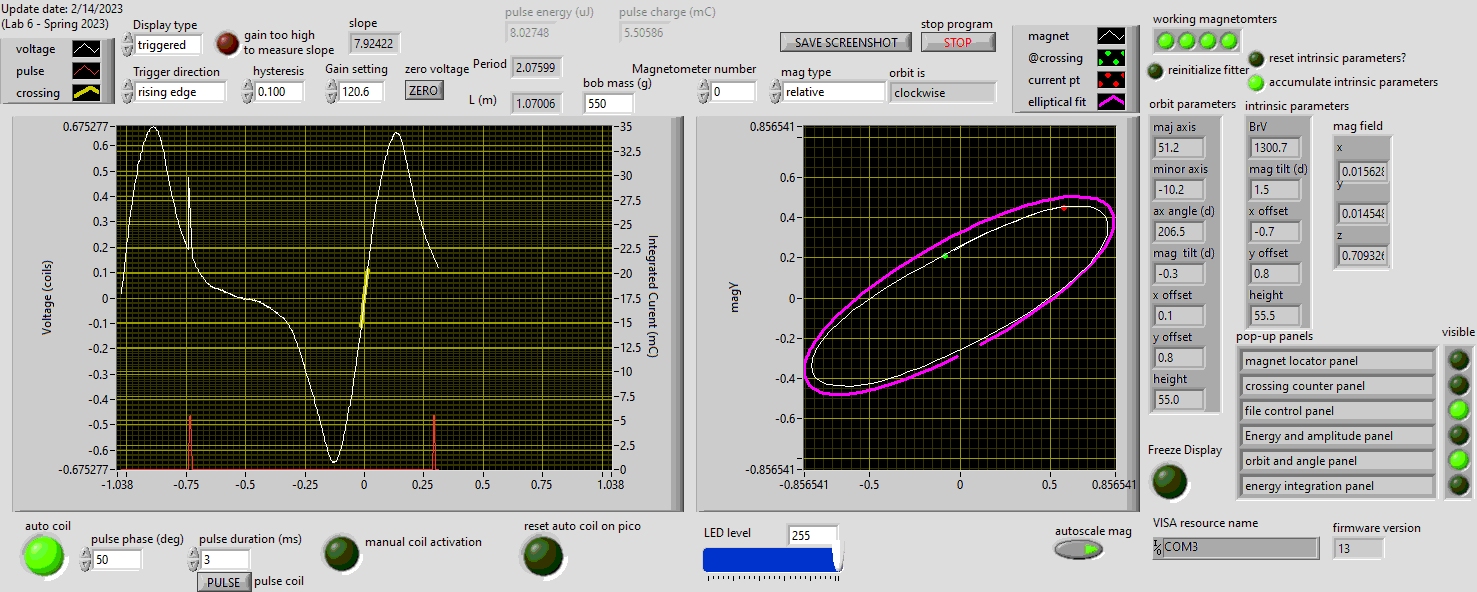 Update date: 2/14/2023
(Lab 6 - Spring 2023)
voltage
pulse
crossing
Display type
triggered
Trigger direction
rising edge
gain too high
to measure slope
hysteresis
0.100
slope
7.92422
Gain setting
120.6
zero voltage
ZERO
pulse energy (uJ)
8.02748
pulse charge (mC)
5.50586
Period
2.07599
L (m)
1.07006
bob mass (g)
550
Magnetometer number
0
mag type
relative
SAVE SCREENSHOT
stop program
STOP
orbit is
clockwise
magnet
@crossing
current pt
elliptical fit
working magnetomters
reinitialize fitter
reset intrinsic parameters?
accumulate intrinsic parameters
Voltage (coils)
0.675277
0.6
0.5
0.4
0.3
0.2
0.1
0
-0.1
-0.2
-0.3
-0.4
-0.5
-0.6
-0.675277
-1.038
-0.75
-0.5
-0.25
0
0.25
0.5
0.75
1.038
35
32.5
30
27.5
25
22.5
20
17.5
15
12.5
10
7.5
5
2.5
0
Integrated Curent (mC)
magY
0.856541
0.6
0.4
0.2
0
-0.2
-0.4
-0.6
-0.856541
-0.856541
-0.5
0
0.5
0.856541
orbit parameters
maj axis
51.2
minor axis
-10.2
ax angle (d)
206.5
mag tilt (d)
-0.3
x offset
0.1
y offset
0.8
height
55.0
intrinsic parameters
BrV
1300.7
mag tilt (d)
1.5
x offset
-0.7
y offset
0.8
height
55.5
mag field
x
0.015628
y
0.014548
z
0.709326
pop-up panels
visible
magnet locator panel
crossing counter panel
file control panel
Energy and amplitude panel
orbit and angle panel
energy integration panel
Freeze Display
auto coil
pulse phase (deg)
50
pulse duration (ms)
3
PULSE
pulse coil
manual coil activation
reset auto coil on pico
LED level
255
autoscale mag
VISA resource name
COM3
firmware version
13